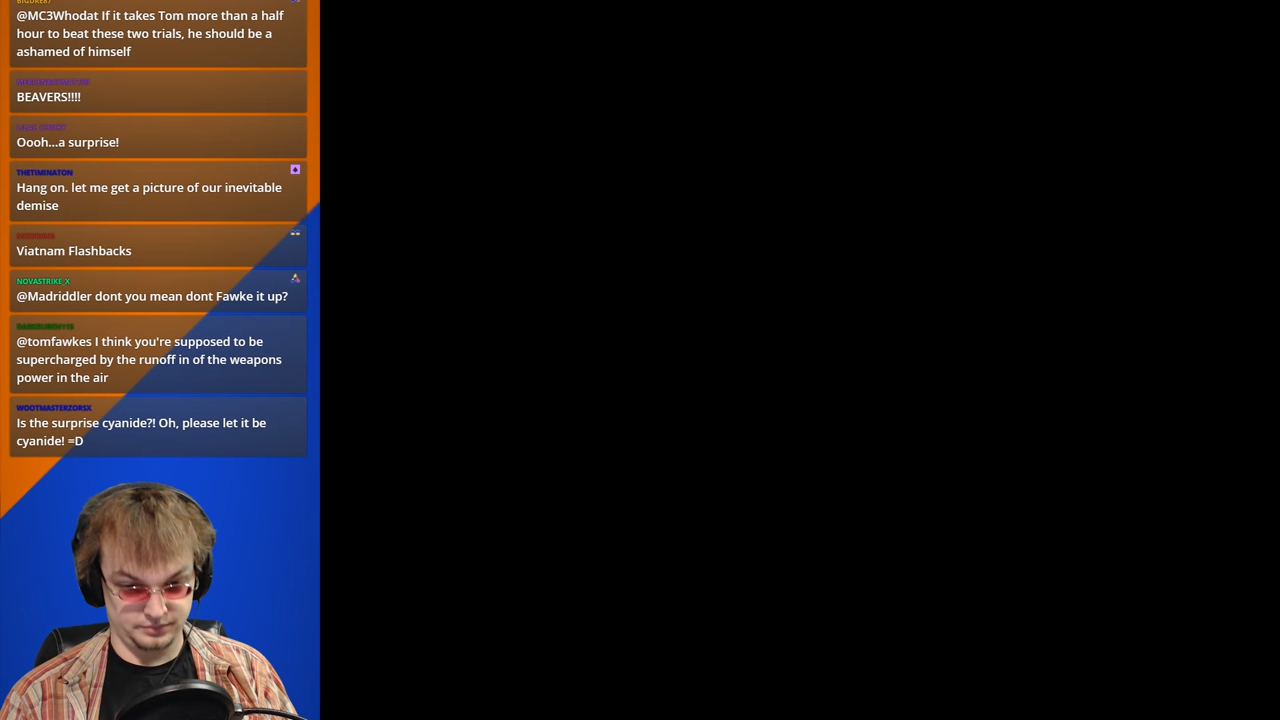 @MC3Whodat If it takes Tom more than a half
hour to beat these two trials, he should be a
ashamed of himself
BEAVERS!!!!
Oooh...a surprise!
THETIMINATON
Hang on. let me get a picture of our inevitable
demise
Viatnam Flashbacks
NOVASTRIKE_X
@Madriddler dont you mean dont Fawke it up?
@tomfawkes I think you're supposed to be
supercharged by the runoff in of the weapons
power in the air
WOOTMASTERZORSX
Is the surprise cyanide?! Oh, please let it be
cyanide! =D